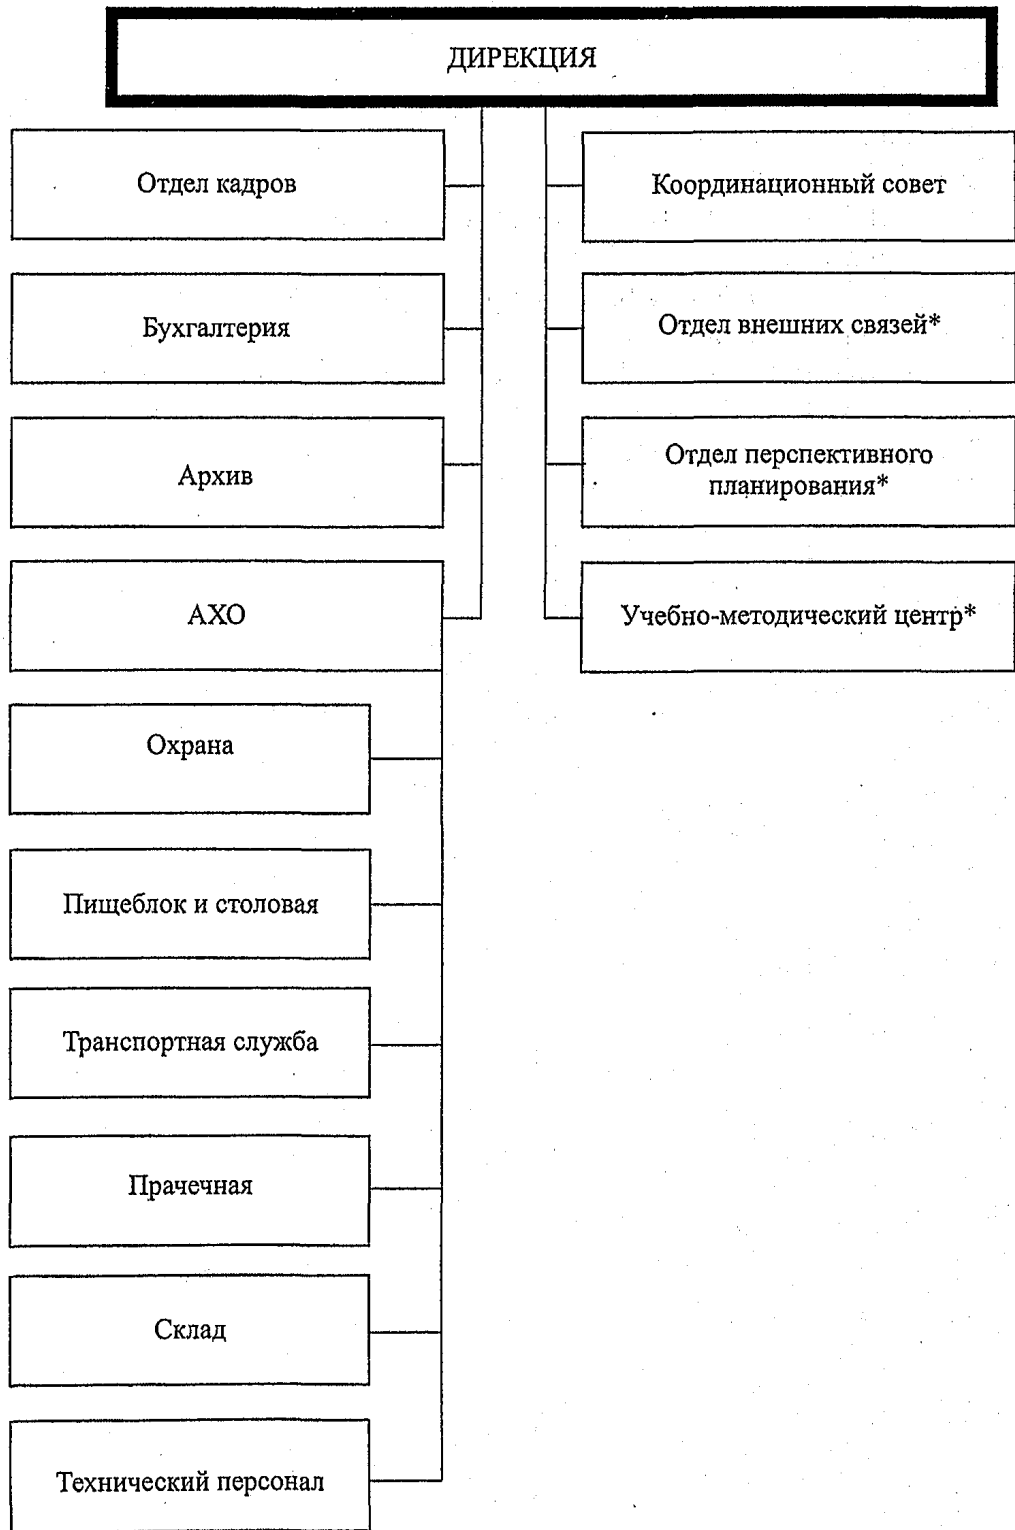 ДИРЕКЦИЯ
Отдел кадров
Бухгалтерия
Архив
АХО
Охрана
Пищеблок и столовая
Транспортная служба
Прачечная
Склад
Технический персонал
Координационный совет
Отдел внешних связей*
Отдел перспективного
планирования*
Учебно-методический центр*